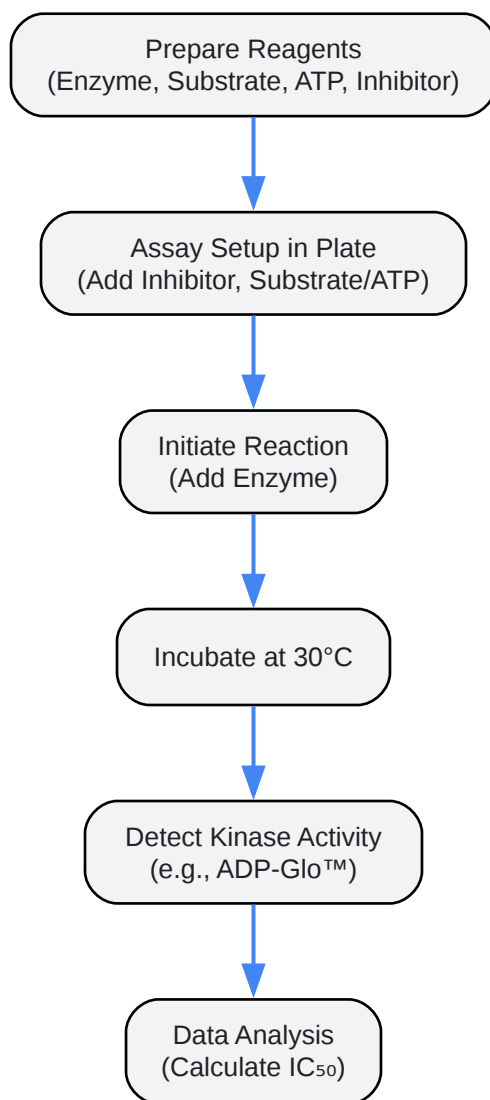 Prepare Reagents
(Enzyme, Substrate, ATP, Inhibitor)
Assay Setup in Plate
(Add Inhibitor, Substrate/ATP)
Initiate Reaction
(Add Enzyme)
Incubate at 30°C
Detect Kinase Activity
(e.g., ADP-Glo™)
Data Analysis
(Calculate IC₅₀)